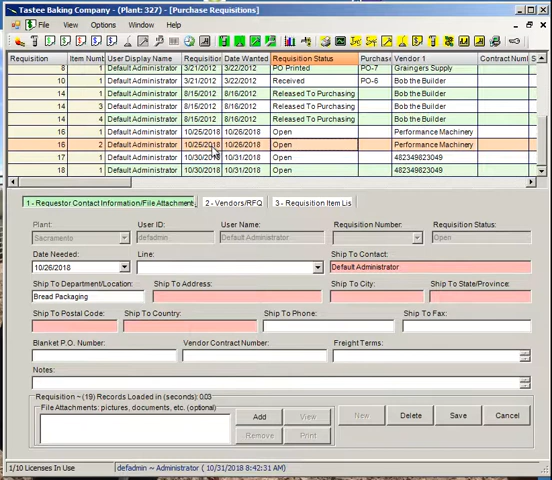 Tastee Baking Company: (Plant: 327) - [Purchase Requisitions]
File View Options Window
Requisition Item Numb User Display Name Requisition Date Wanted Requisition Status Purchase Vendor 1 Contract Numt S
8 1 Default Administrator 3/21/2012 3/22/2012 PO Printed PO-7 Graingers Supply
10 1 Default Administrator 3/21/2012 3/22/2012 Received PO-6 Bob the Builder
14 1 Default Administrator 8/15/2012 8/16/2012 Released To Purchasing Bob the Builder
14 3 Default Administrator 8/15/2012 8/16/2012 Released To Purchasing Bob the Builder
14 4 Default Administrator 8/15/2012 8/16/2012 Released To Purchasing Bob the Builder
16 1 Default Administrator 10/25/2018 10/26/2018 Open Performance Machinery
16 2 Default Administrator 10/25/2018 10/26/2018 Open Performance Machinery
17 1 Default Administrator 10/30/2018 10/31/2018 Open 482349823049
18 1 Default Administrator 10/30/2018 10/31/2018 Open 482349823049
1 - Requestor Contact Information/File Attachments 2 - Vendors/RFQ 3 - Requisition Item Lis
Plant: User ID: User Name: Requisition Number: Requisition Status:
Sacramento defadmin Default Administrator Open
Date Needed: Line: Ship To Contact:
10/26/2018 Default Administrator
Ship To Department/Location: Ship To Address: Ship To City: Ship To State/Province:
Bread Packaging
Ship To Postal Code: Ship To Country: Ship To Phone: Ship To Fax:
Blanket P.O. Number: Vendor Contract Number: Freight Terms:
Notes:
Requisition ~ (19) Records Loaded in (seconds): 0.03
File Attachments: pictures, documents, etc. (optional)
Add View New Delete Save Cancel
Remove Print
1/10 Licenses In Use defadmin ~ Administrator ( 10/31/2018 8:42:31 AM)